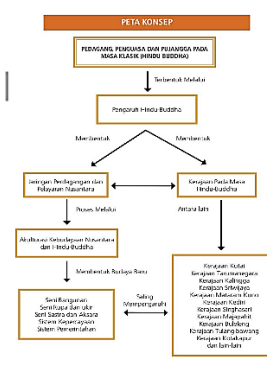 PETA KONSEP
PEDAGANG, PENGUASA DAN PUJANGGA PADA
MASA KLASIK (HINDU BUDDHA)
Terbentuk Melalui
Pengaruh Hindu-Buddha
Membentuk
Membentuk
Jaringan Perdagangan dan
Pelayaran Nusantara
Kerajaan Pada Masa
Hindu-Buddha
Proses Melalui
Antara lain
Akulturasi Kebudayaan Nusantara
dan Hindu-Buddha
Membentuk Budaya Baru
Seni Bangunan
Seni Rupa dan Ukir
Seni Sastra dan Aksara
Sistem Kepercayaan
Sistem Pemerintahan
Saling
Mempengaruhi
Kerajaan Kutai
Kerajaan Tarumanegara
Kerajaan Kalingga
Kerajaan Sriwijaya
Kerajaan Mataram Kuno
Kerajaan Kediri
Kerajaan Singhasari
Kerajaan Majapahit
Kerajaan Buleleng
Kerajaan Tulang bawang
Kerajaan Kotakapur
dan lain-lain